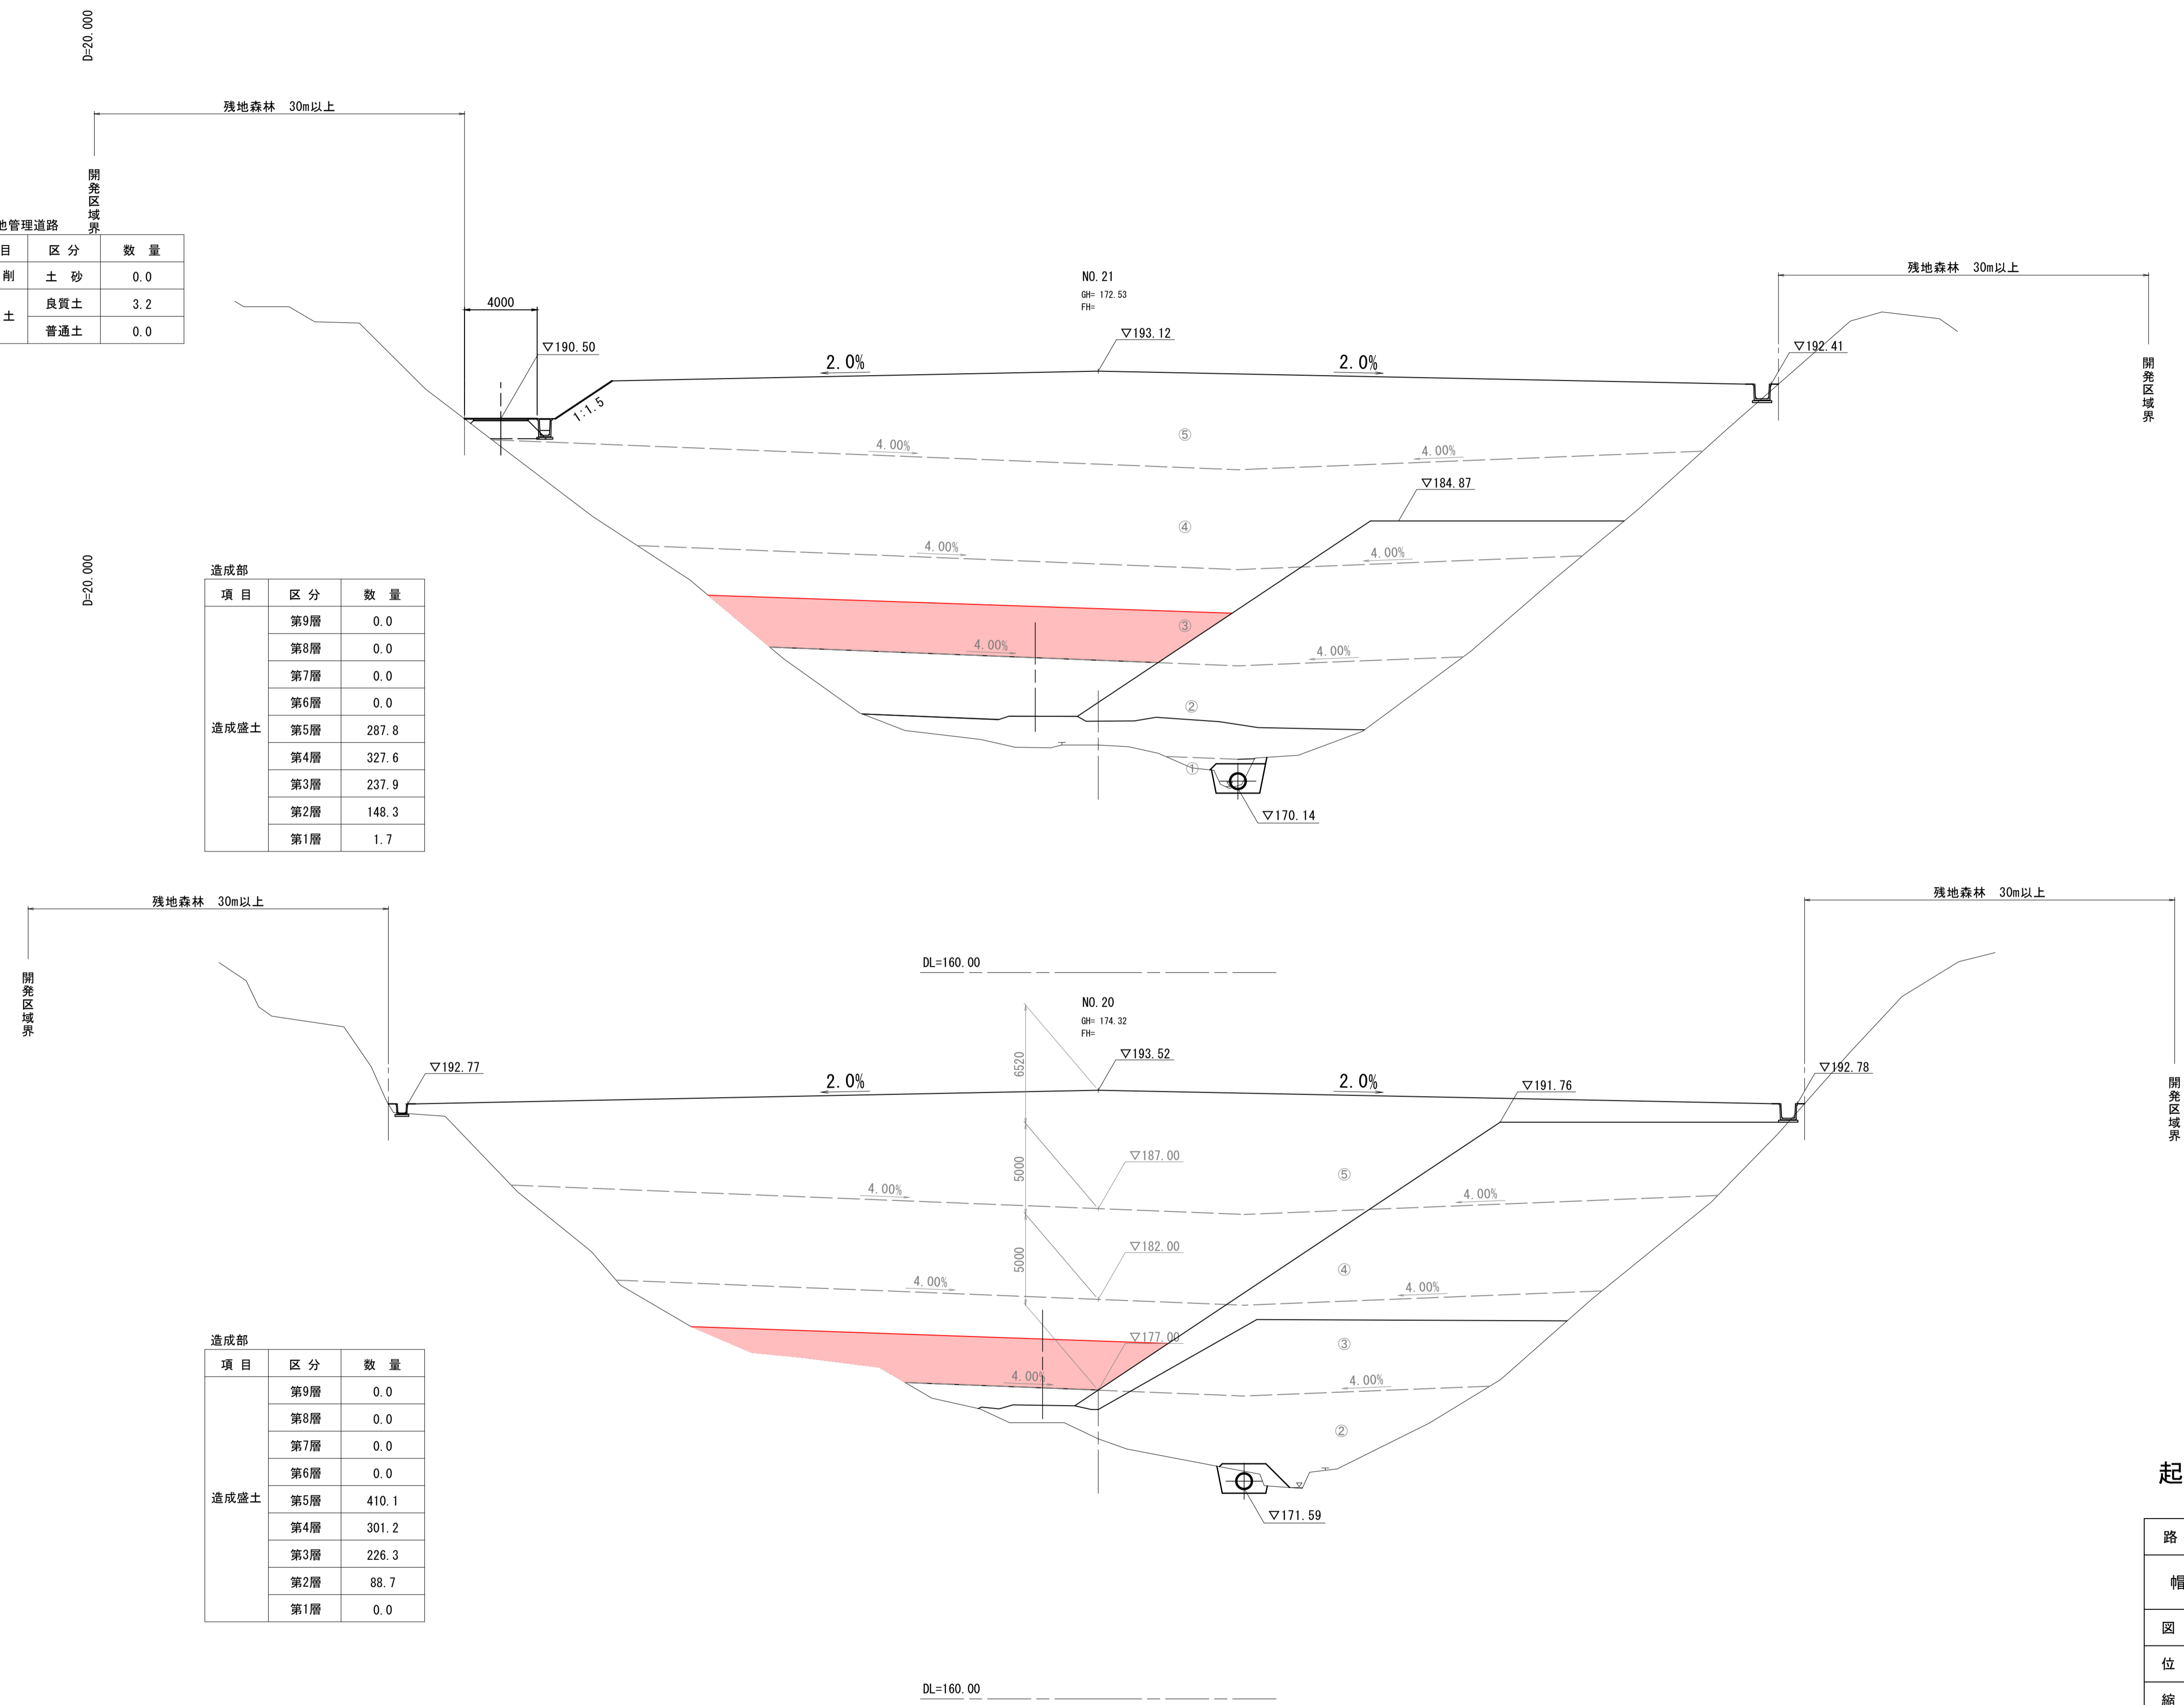 D=20.000
残地森林 30m以上
開発区域界
地管理道路
目 区 分 数 量
削 土 砂 0.0
土 良質土 3.2
普通土 0.0
4000
▽190.50
1:1.5
NO.21
GH= 172.53
FH=
▽193.12
2.0%
2.0%
残地森林 30m以上
▽192.41
開発区域界
⑤
4.00%
4.00%
▽184.87
④
4.00%
4.00%
③
4.00%
4.00%
②
①
▽170.14
D=20.000
造成部
項 目 区 分 数 量
造成盛土
第9層 0.0
第8層 0.0
第7層 0.0
第6層 0.0
第5層 287.8
第4層 327.6
第3層 237.9
第2層 148.3
第1層 1.7
残地森林 30m以上
開発区域界
DL=160.00
NO.20
GH= 174.32
FH=
▽193.52
▽192.77
2.0%
2.0%
残地森林 30m以上
▽191.76
▽192.78
開発区域界
6520
5000
5000
▽187.00
⑤
4.00%
4.00%
▽182.00
④
4.00%
4.00%
▽177.00
③
4.00%
4.00%
②
▽171.59
造成部
項 目 区 分 数 量
造成盛土
第9層 0.0
第8層 0.0
第7層 0.0
第6層 0.0
第5層 410.1
第4層 301.2
第3層 226.3
第2層 88.7
第1層 0.0
DL=160.00
起
路
幅
図
位
縮